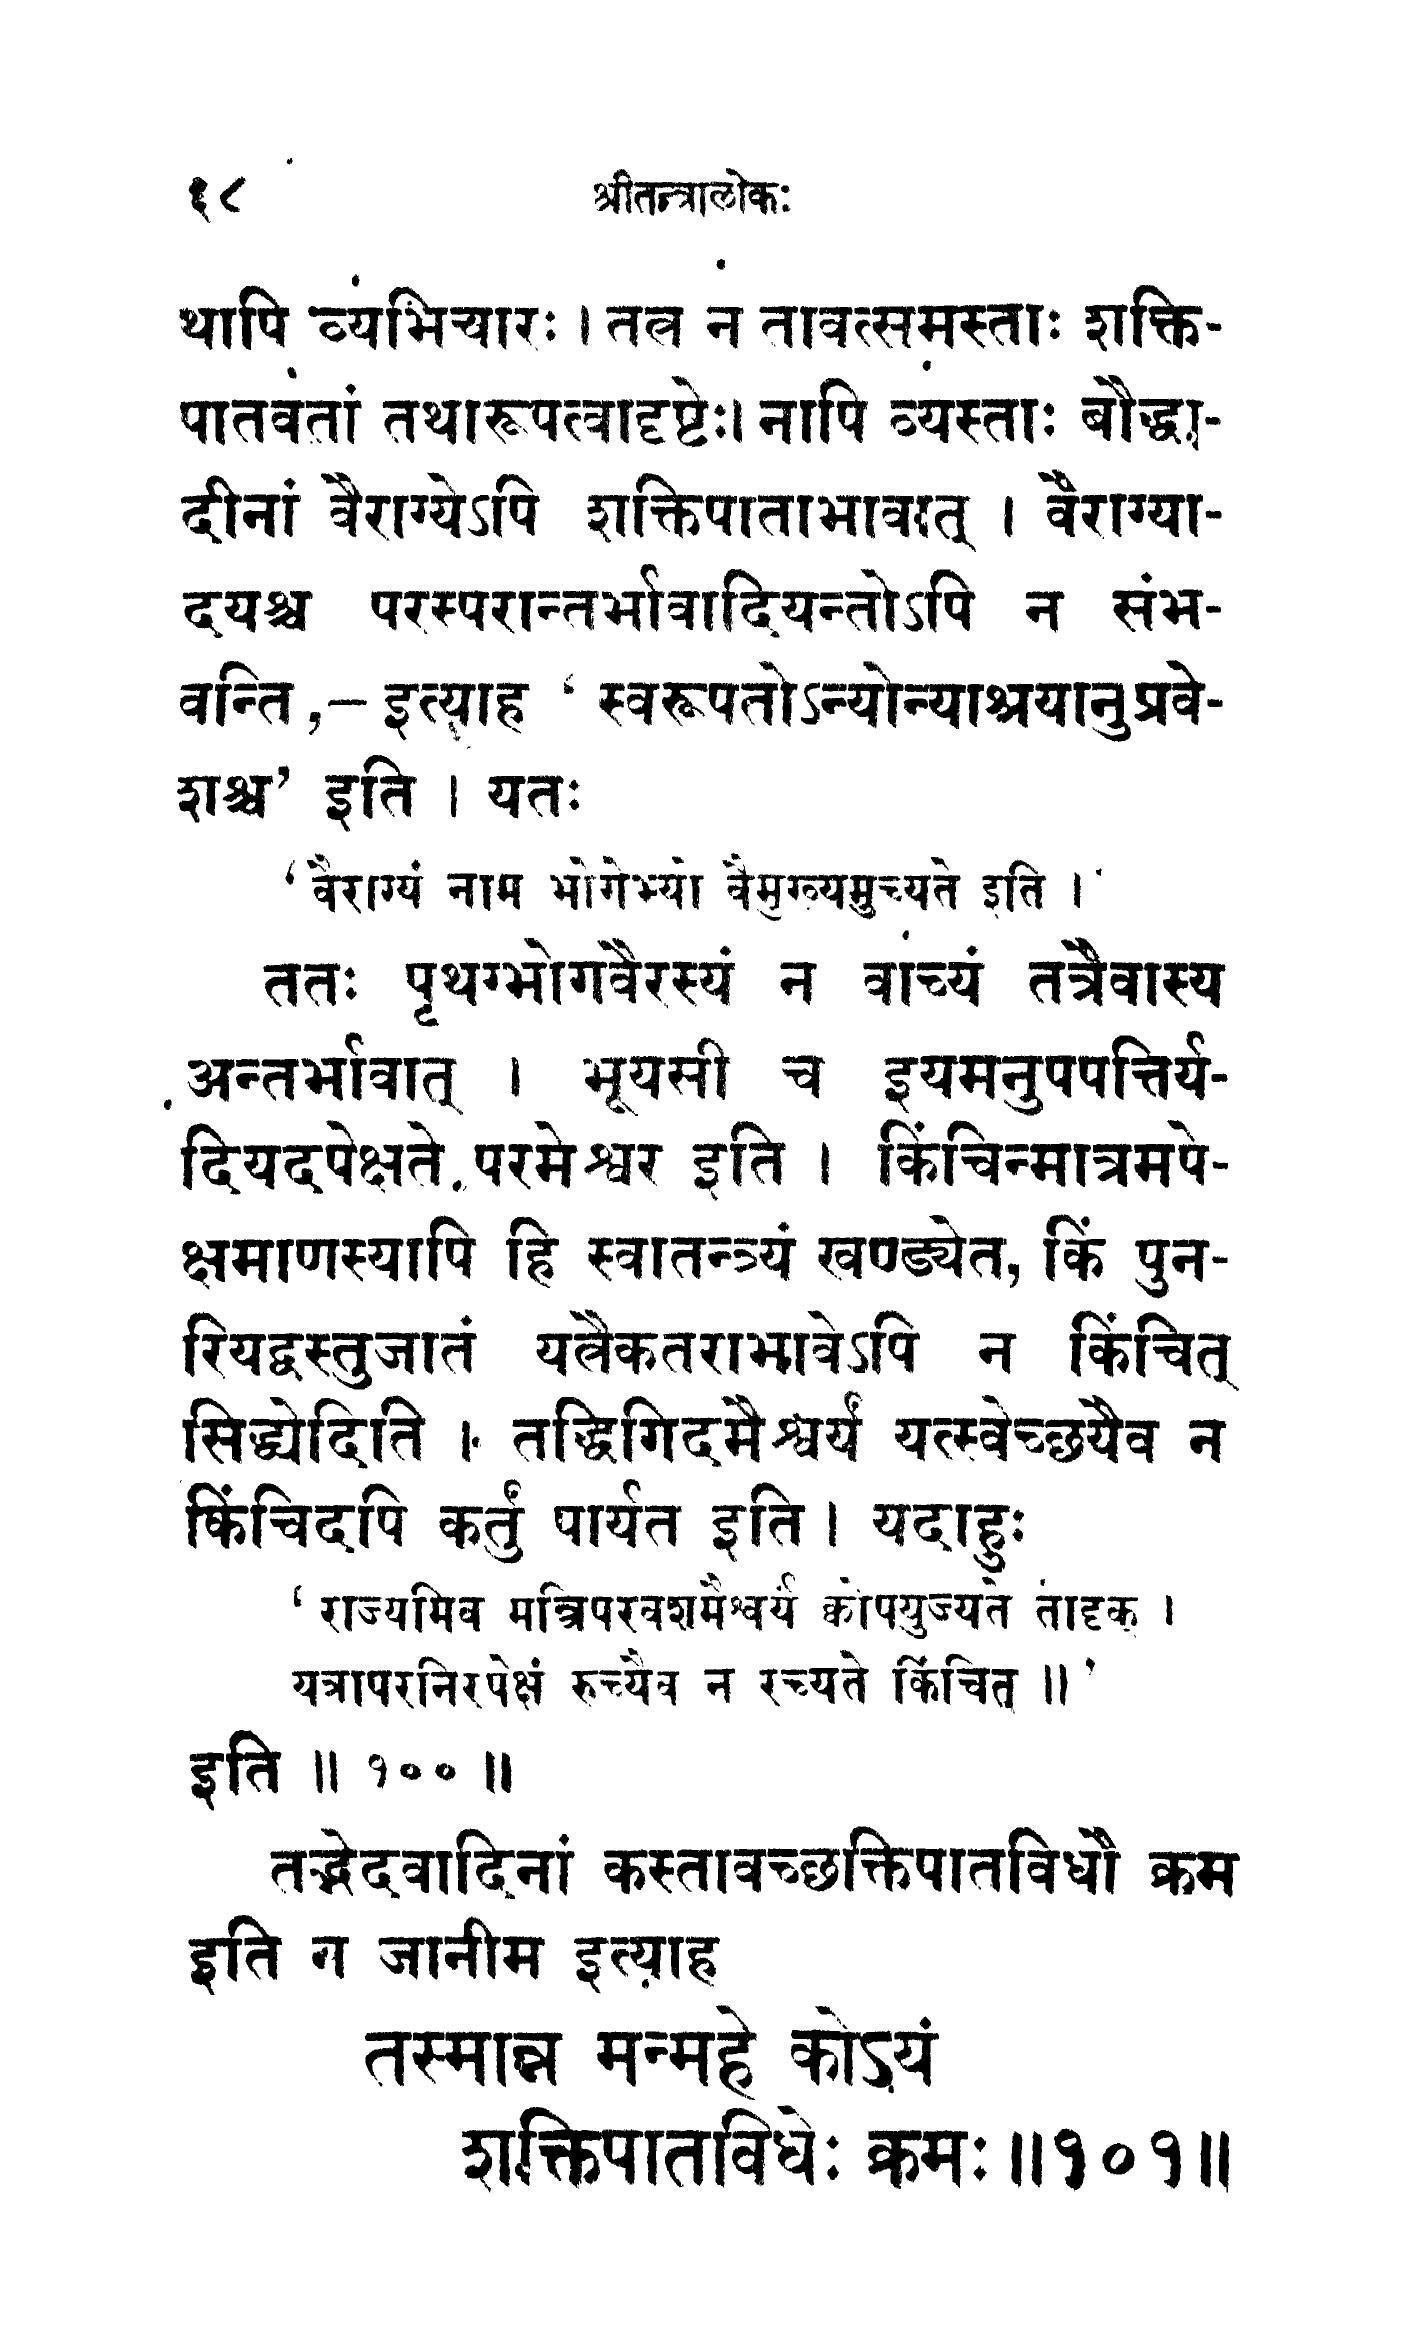 ६८ श्रीतन्त्रालोकः
थापि व्यभिचारः । तत्र न तावत्समस्ताः शक्ति-
पातवतां तथारूपत्वादृष्टेः। नापि व्यस्ताः बौद्धा-
दीनां वैराग्येऽपि शक्तिपाताभावात् । वैराग्या-
दयश्च परस्परान्तर्भावादियन्तोऽपि न संभ-
वन्ति,–इत्याह ‘ स्वरूपतोऽन्योन्याश्रयानुप्रवे-
शश्च’ इति । यतः
‘वैराग्यं नाम भोगेभ्यो वैमुख्यमुच्यते इति ।’
ततः पृथग्भोगवैरस्यं न वाच्यं तत्रैवास्य
अन्तर्भावात् । भूयसी च इयमनुपपत्तिर्य-
दियदपेक्षते परमेश्वर इति । किंचिन्मात्रमपे-
क्षमाणस्यापि हि स्वातन्त्र्यं खण्ड्येत, किं पुन-
रियद्वस्तुजातं यत्रैकतराभावेऽपि न किंचित्
सिद्ध्येदिति । तद्धिगिदमैश्वर्यं यत्स्वेच्छयैव न
किंचिदपि कर्तुं पार्यत इति । यदाहुः
‘राज्यमिव मन्त्रिपरवशमैश्वर्यं क्वोपयुज्यते तादृक् ।
यत्रापरनिरपेक्षं रुच्यैव न रच्यते किंचित् ॥’
इति ॥ १०० ॥
तद्भेदवादिनां कस्तावच्छक्तिपातविधौ क्रम
इति न जानीम इत्याह
तस्मान्न मन्महे कोऽयं
शक्तिपातविधेः क्रमः ॥१०१॥